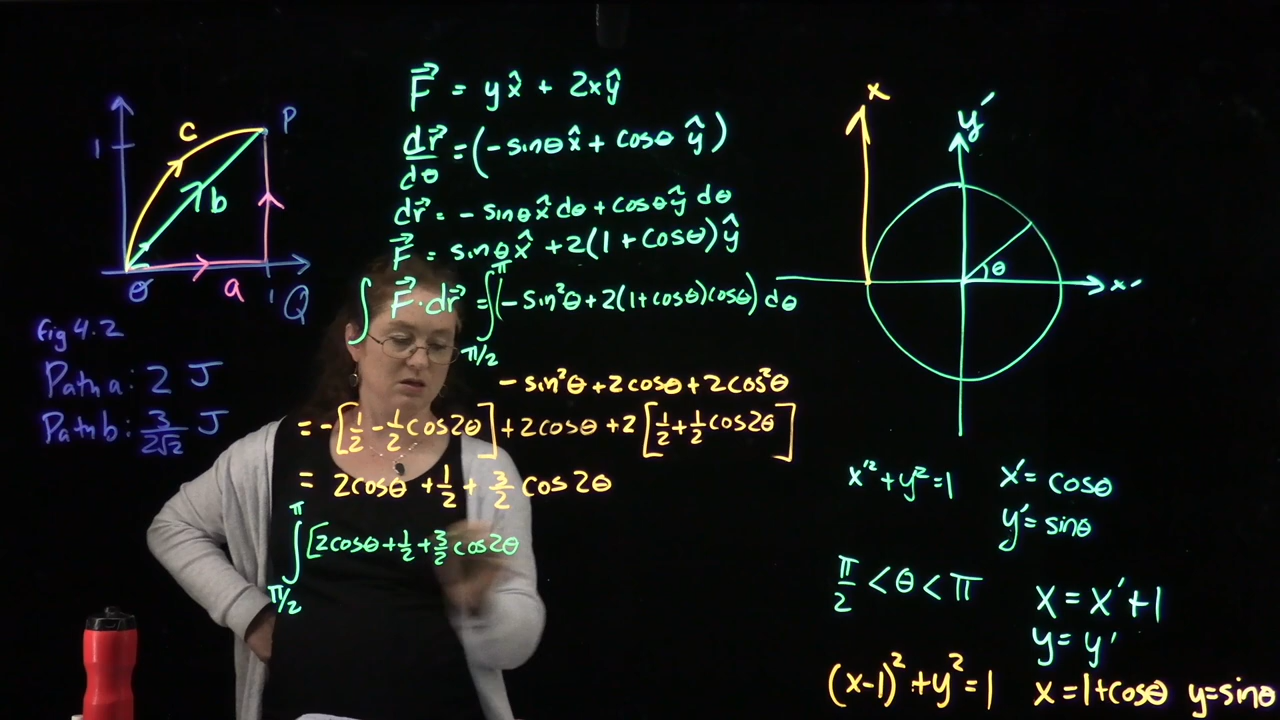 c
P
1
b
θ
a
1
Q
fig 4.2
Path a: 2 J
Path b: 3/(2√2) J
F⃗ = y x̂ + 2x ŷ
dr⃗/dθ = (-sinθ x̂ + cosθ ŷ)
dr⃗ = - sinθ x̂ dθ + cosθ ŷ dθ
F⃗ = sinθ x̂ + 2(1 + cosθ) ŷ
∫ F⃗ · dr⃗ = ∫_{π/2}^{π} (-sin²θ + 2(1+cosθ)cosθ) dθ
- sin²θ + 2cosθ + 2cos²θ
= -[1/2 - 1/2 cos2θ] + 2cosθ + 2[1/2 + 1/2 cos2θ]
= 2cosθ + 1/2 + 3/2 cos2θ
∫_{π/2}^{π} [2cosθ + 1/2 + 3/2 cos2θ
x
y′
θ
x′
x′² + y² = 1
x′ = cosθ
y′ = sinθ
π/2 < θ < π
x = x′ + 1
y = y′
(x-1)² + y² = 1
x = 1 + cosθ y = sinθ